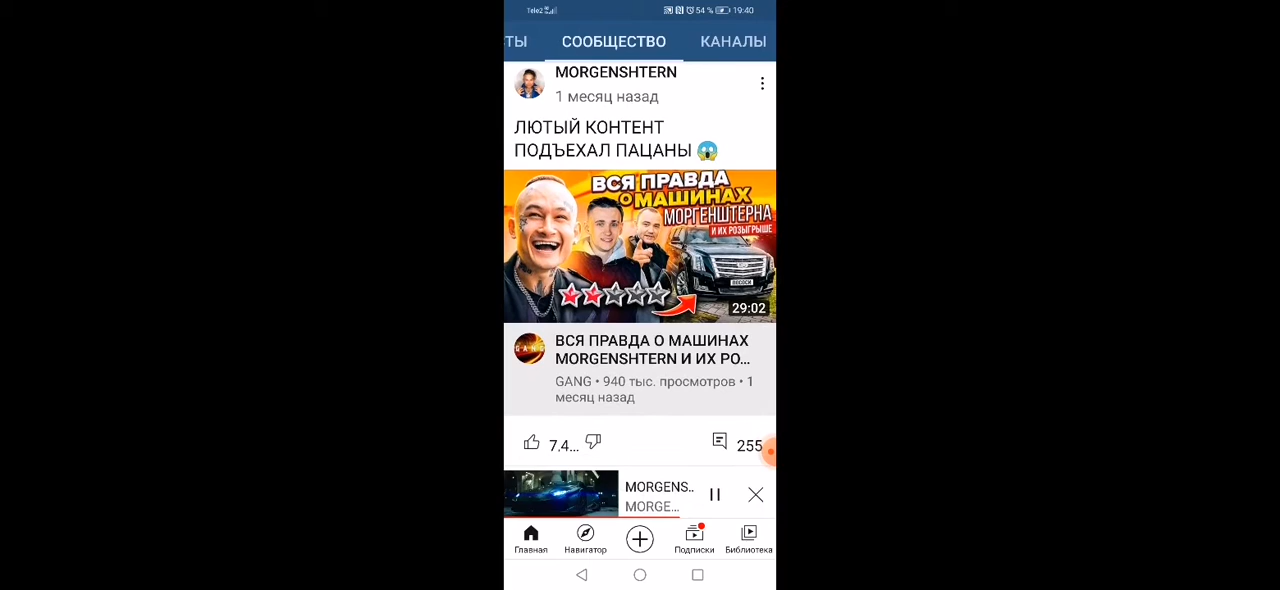 Tele2 54 % 19:40
ТЫ СООБЩЕСТВО КАНАЛЫ
MORGENSHTERN
1 месяц назад
ЛЮТЫЙ КОНТЕНТ
ПОДЪЕХАЛ ПАЦАНЫ 😱
ВСЯ ПРАВДА
О МАШИНАХ
МОРГЕНШТЕРНА
И ИХ РОЗЫГРЫШЕ
29:02
ВСЯ ПРАВДА О МАШИНАХ
MORGENSHTERN И ИХ РО...
GANG
GANG • 940 тыс. просмотров • 1
месяц назад
7,4... 255
MORGENS..
MORGE...
Главная Навигатор Подписки Библиотека